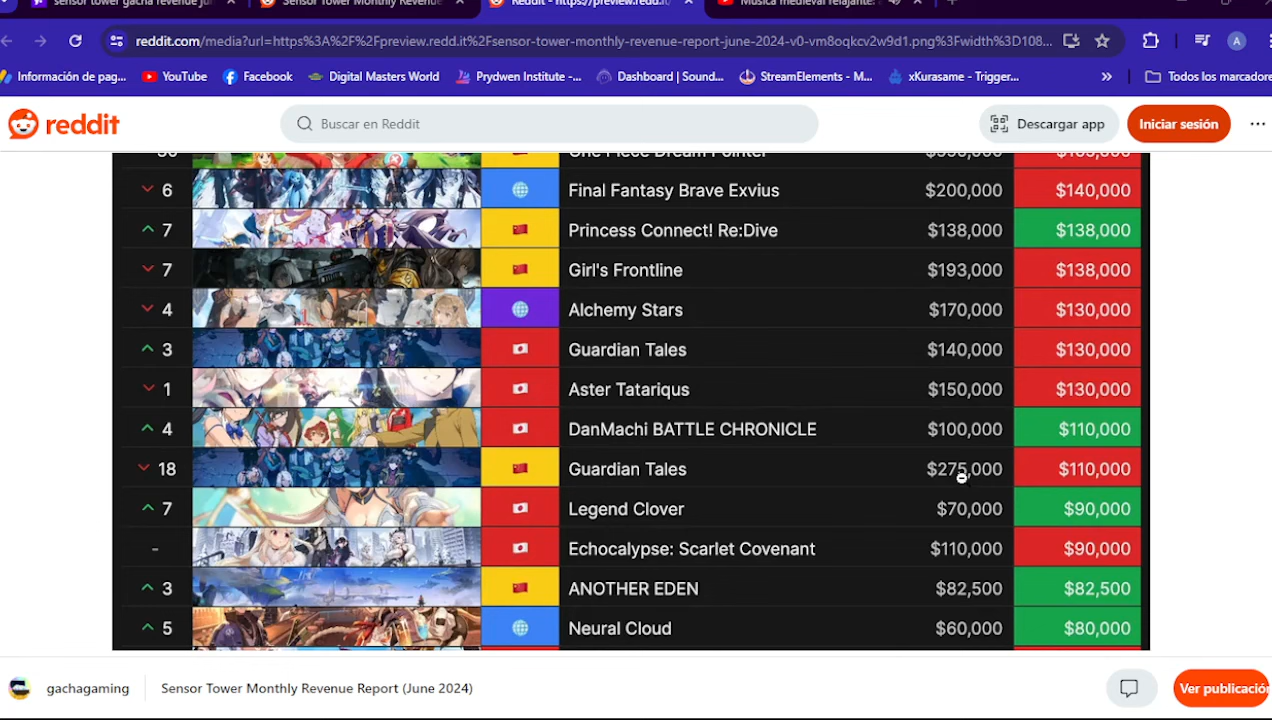 sensor tower gacha revenue ju
Sensor Tower Monthly Revenue
Reddit - https://preview.redd.it/
Música medieval relajante:
reddit.com/media?url=https%3A%2F%2Fpreview.redd.it%2Fsensor-tower-monthly-revenue-report-june-2024-v0-vm8oqkcv2w9d1.png%3Fwidth%3D108...
A
Información de pag...
YouTube
Facebook
Digital Masters World
Prydwen Institute -...
Dashboard | Sound...
StreamElements - M...
xKurasame - Trigger...
»
Todos los marcadore
reddit
Buscar en Reddit
Descargar app
Iniciar sesión
One Piece Dream Pointer
6 Final Fantasy Brave Exvius $200,000 $140,000
7 Princess Connect! Re:Dive $138,000 $138,000
7 Girl's Frontline $193,000 $138,000
4 Alchemy Stars $170,000 $130,000
3 Guardian Tales $140,000 $130,000
1 Aster Tatariqus $150,000 $130,000
4 DanMachi BATTLE CHRONICLE $100,000 $110,000
18 Guardian Tales $275,000 $110,000
7 Legend Clover $70,000 $90,000
- Echocalypse: Scarlet Covenant $110,000 $90,000
3 ANOTHER EDEN $82,500 $82,500
5 Neural Cloud $60,000 $80,000
gachagaming
Sensor Tower Monthly Revenue Report (June 2024)
Ver publicación